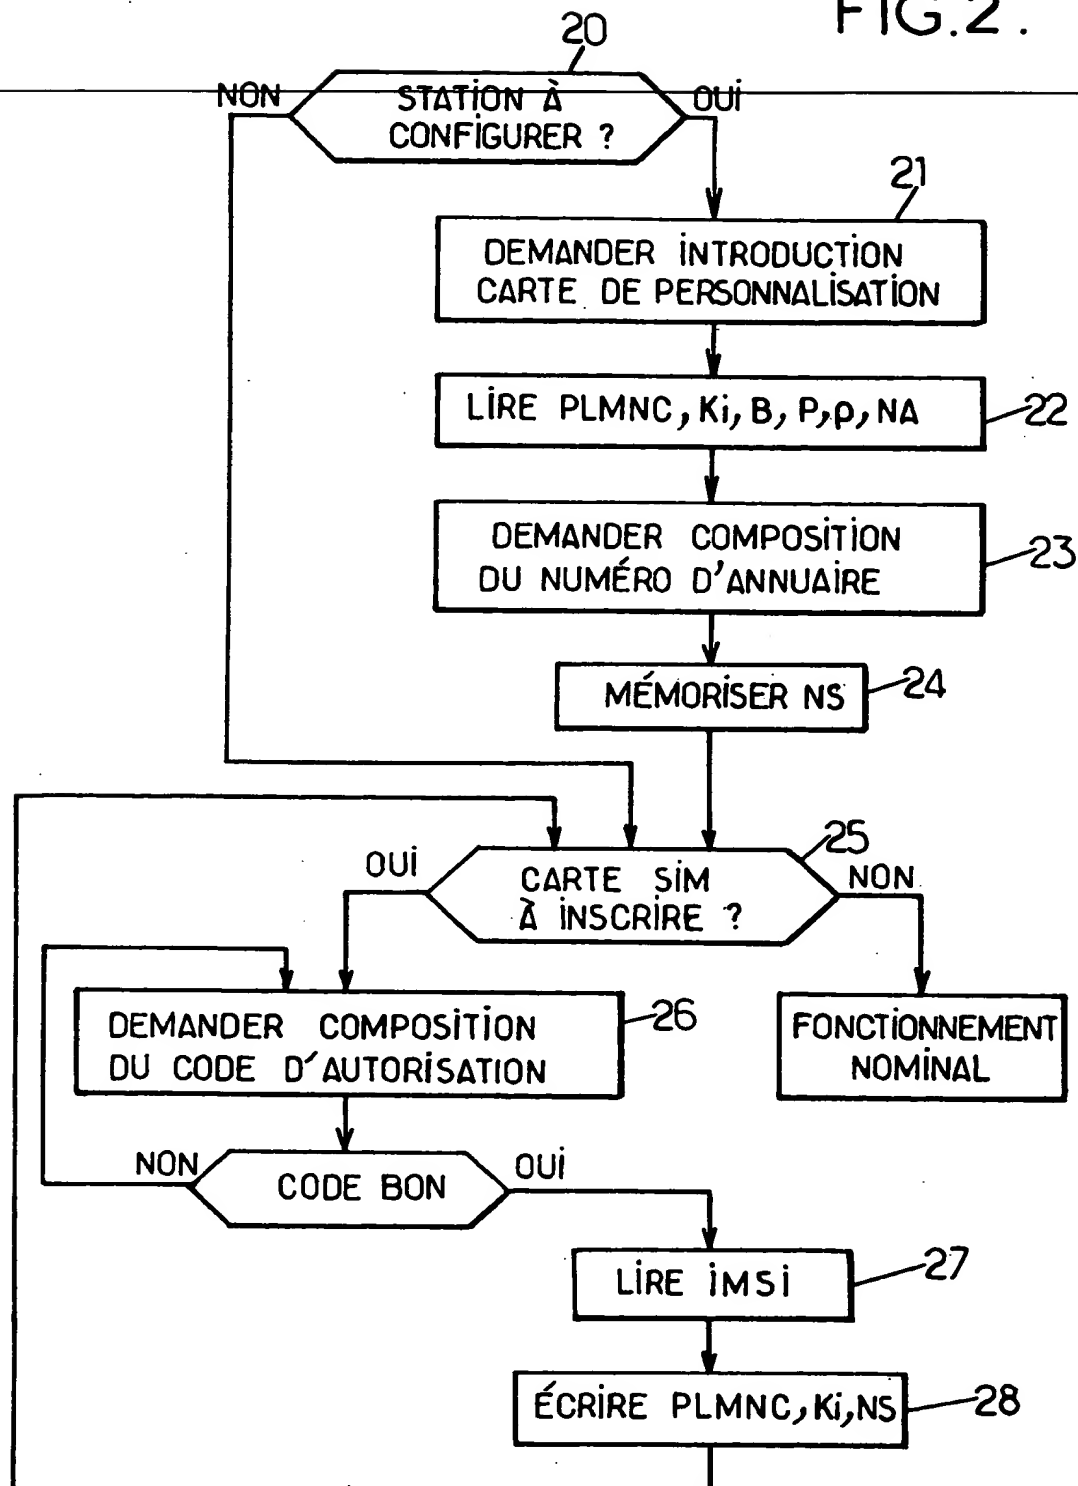 FIG.2.
20
NON
STATION À
CONFIGURER ?
OUI
21
DEMANDER INTRODUCTION
CARTE DE PERSONNALISATION
LIRE PLMNC, Ki, B, P, ρ, NA
22
DEMANDER COMPOSITION
DU NUMÉRO D'ANNUAIRE
23
MÉMORISER NS
24
25
OUI
CARTE SIM
À INSCRIRE ?
NON
DEMANDER COMPOSITION
DU CODE D'AUTORISATION
26
FONCTIONNEMENT
NOMINAL
NON
CODE BON
OUI
LIRE IMSI
27
ÉCRIRE PLMNC, Ki, NS
28